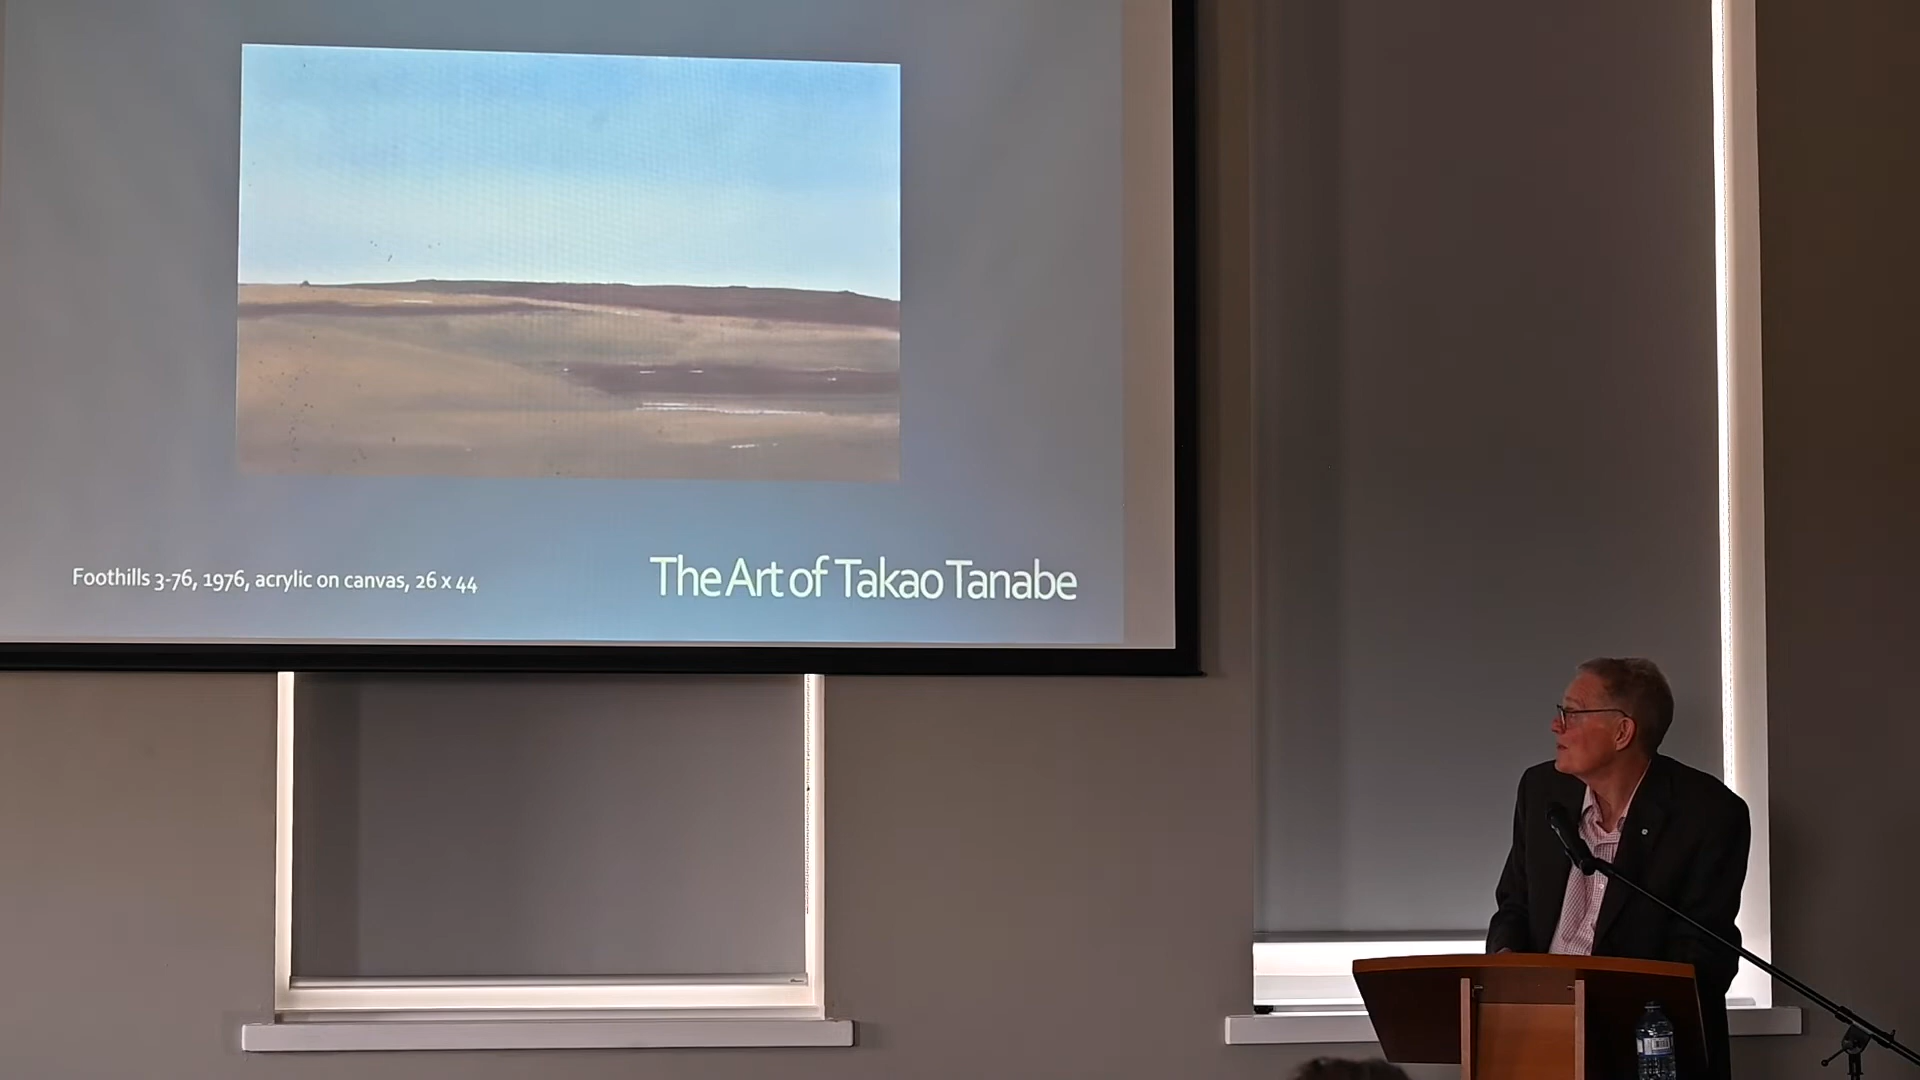 Foothills 3-76, 1976, acrylic on canvas, 26 x 44
The Art of Takao Tanabe